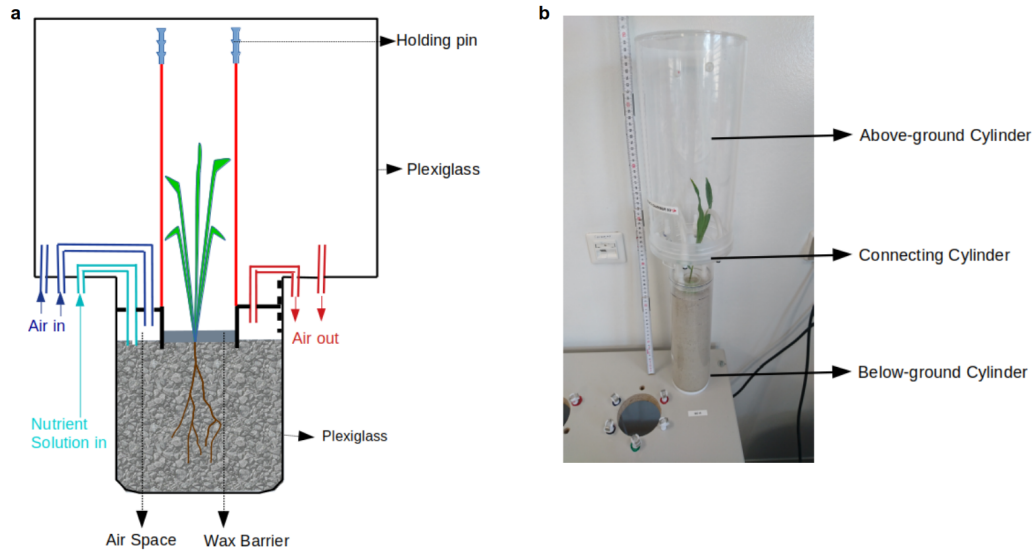 a
Holding pin
Plexiglass
Air in
Air out
Nutrient
Solution in
Plexiglass
Air Space
Wax Barrier
b
Above-ground Cylinder
Connecting Cylinder
Below-ground Cylinder